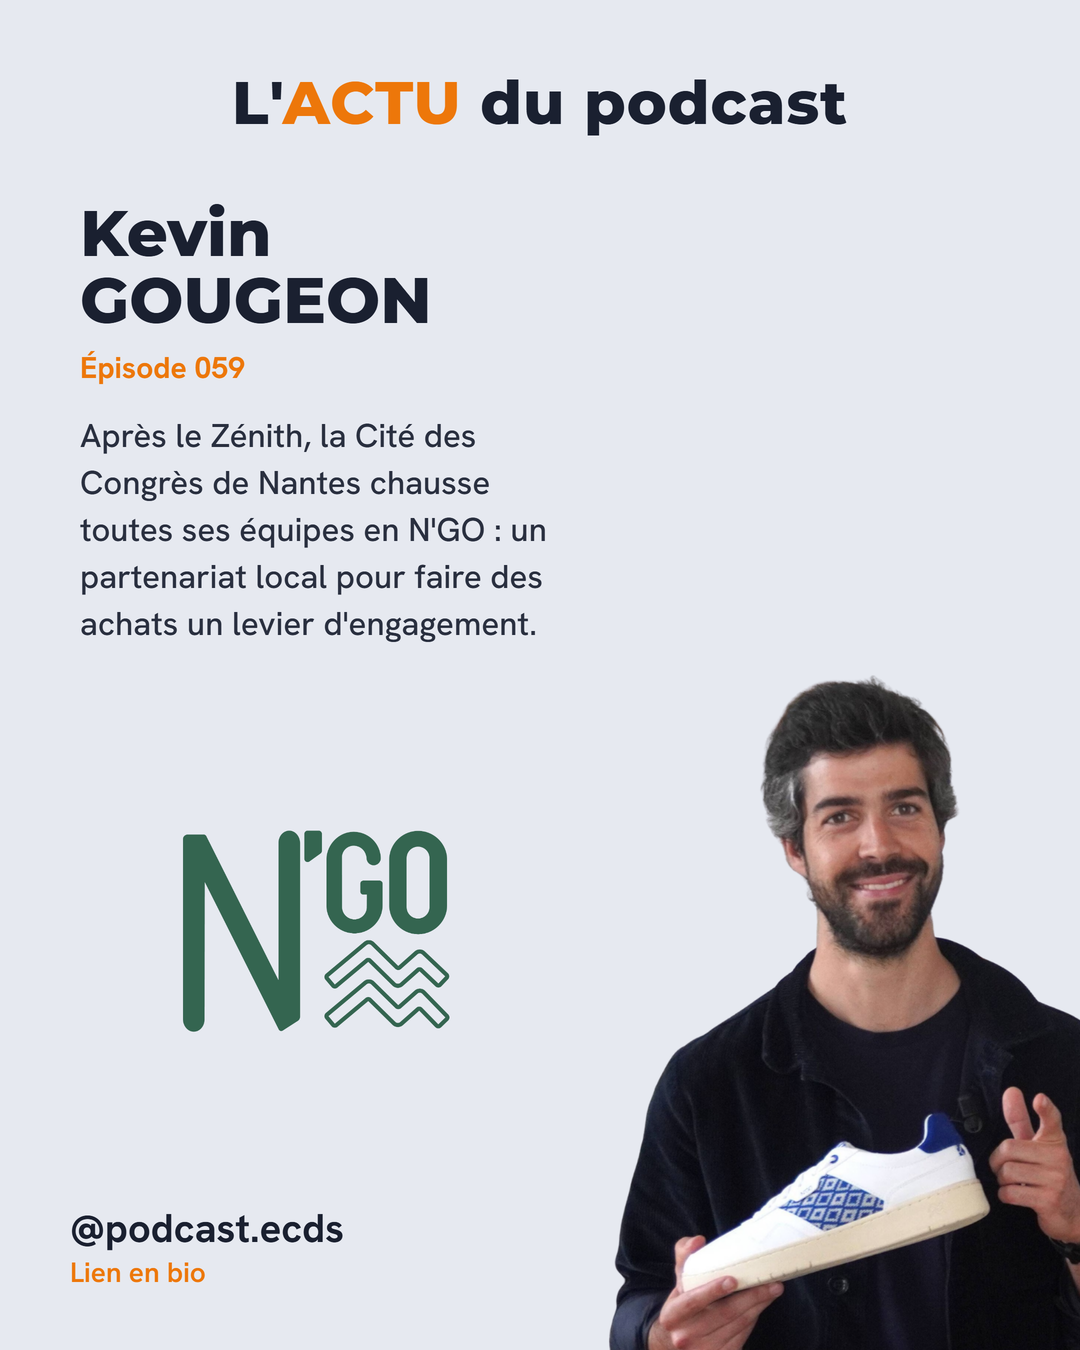 L'ACTU du podcast
Kevin
GOUGEON
Épisode 059
Après le Zénith, la Cité des
Congrès de Nantes chausse
toutes ses équipes en N'GO : un
partenariat local pour faire des
achats un levier d'engagement.
N'GO
@podcast.ecds
Lien en bio